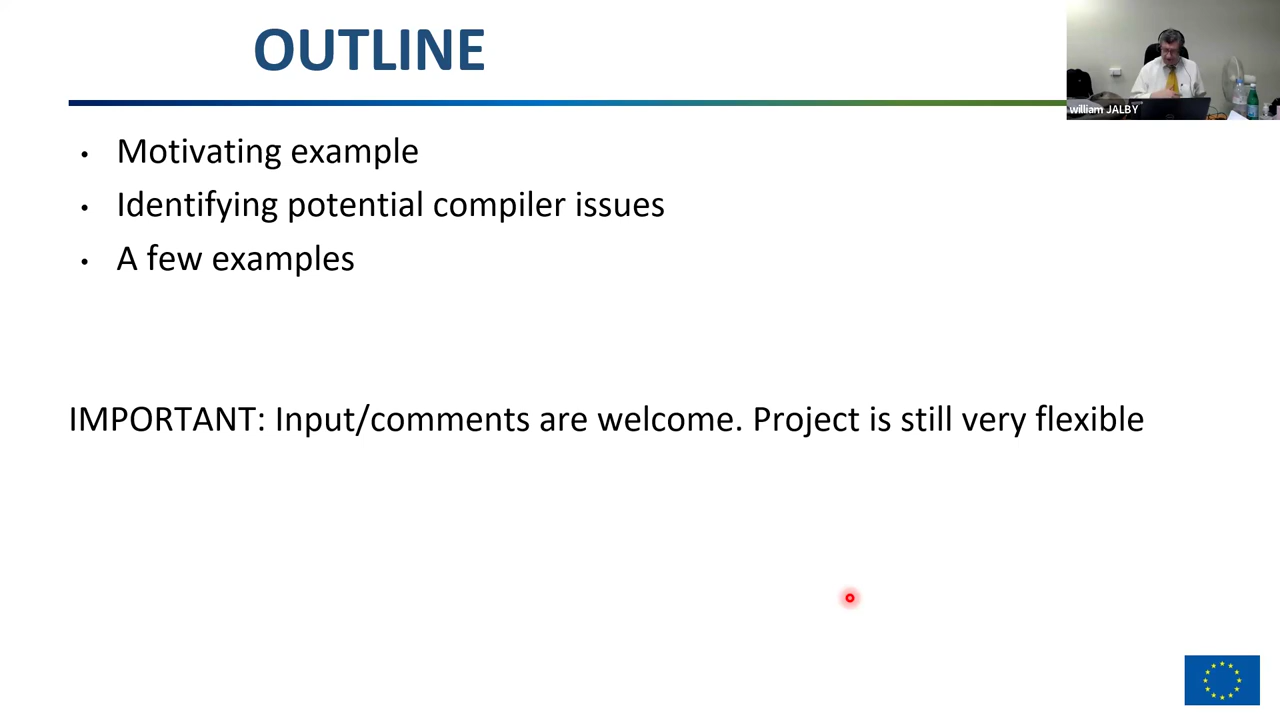 OUTLINE
william JALBY
• Motivating example
• Identifying potential compiler issues
• A few examples
IMPORTANT: Input/comments are welcome. Project is still very flexible